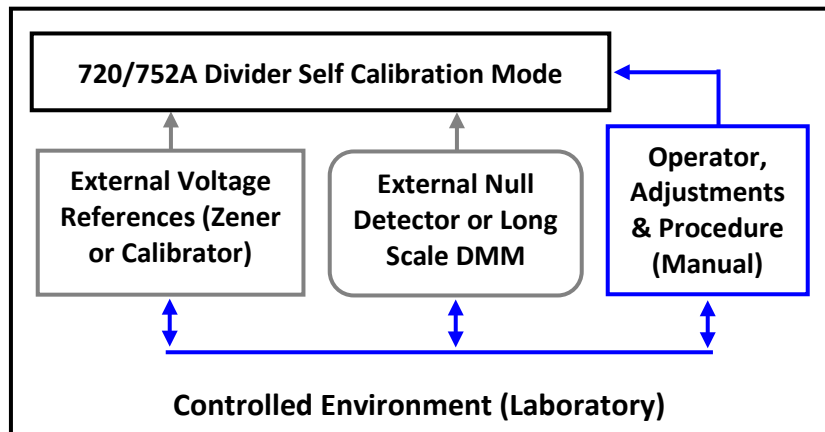 720/752A Divider Self Calibration Mode
External Voltage
References (Zener
or Calibrator)
External Null
Detector or Long
Scale DMM
Operator,
Adjustments
& Procedure
(Manual)
Controlled Environment (Laboratory)